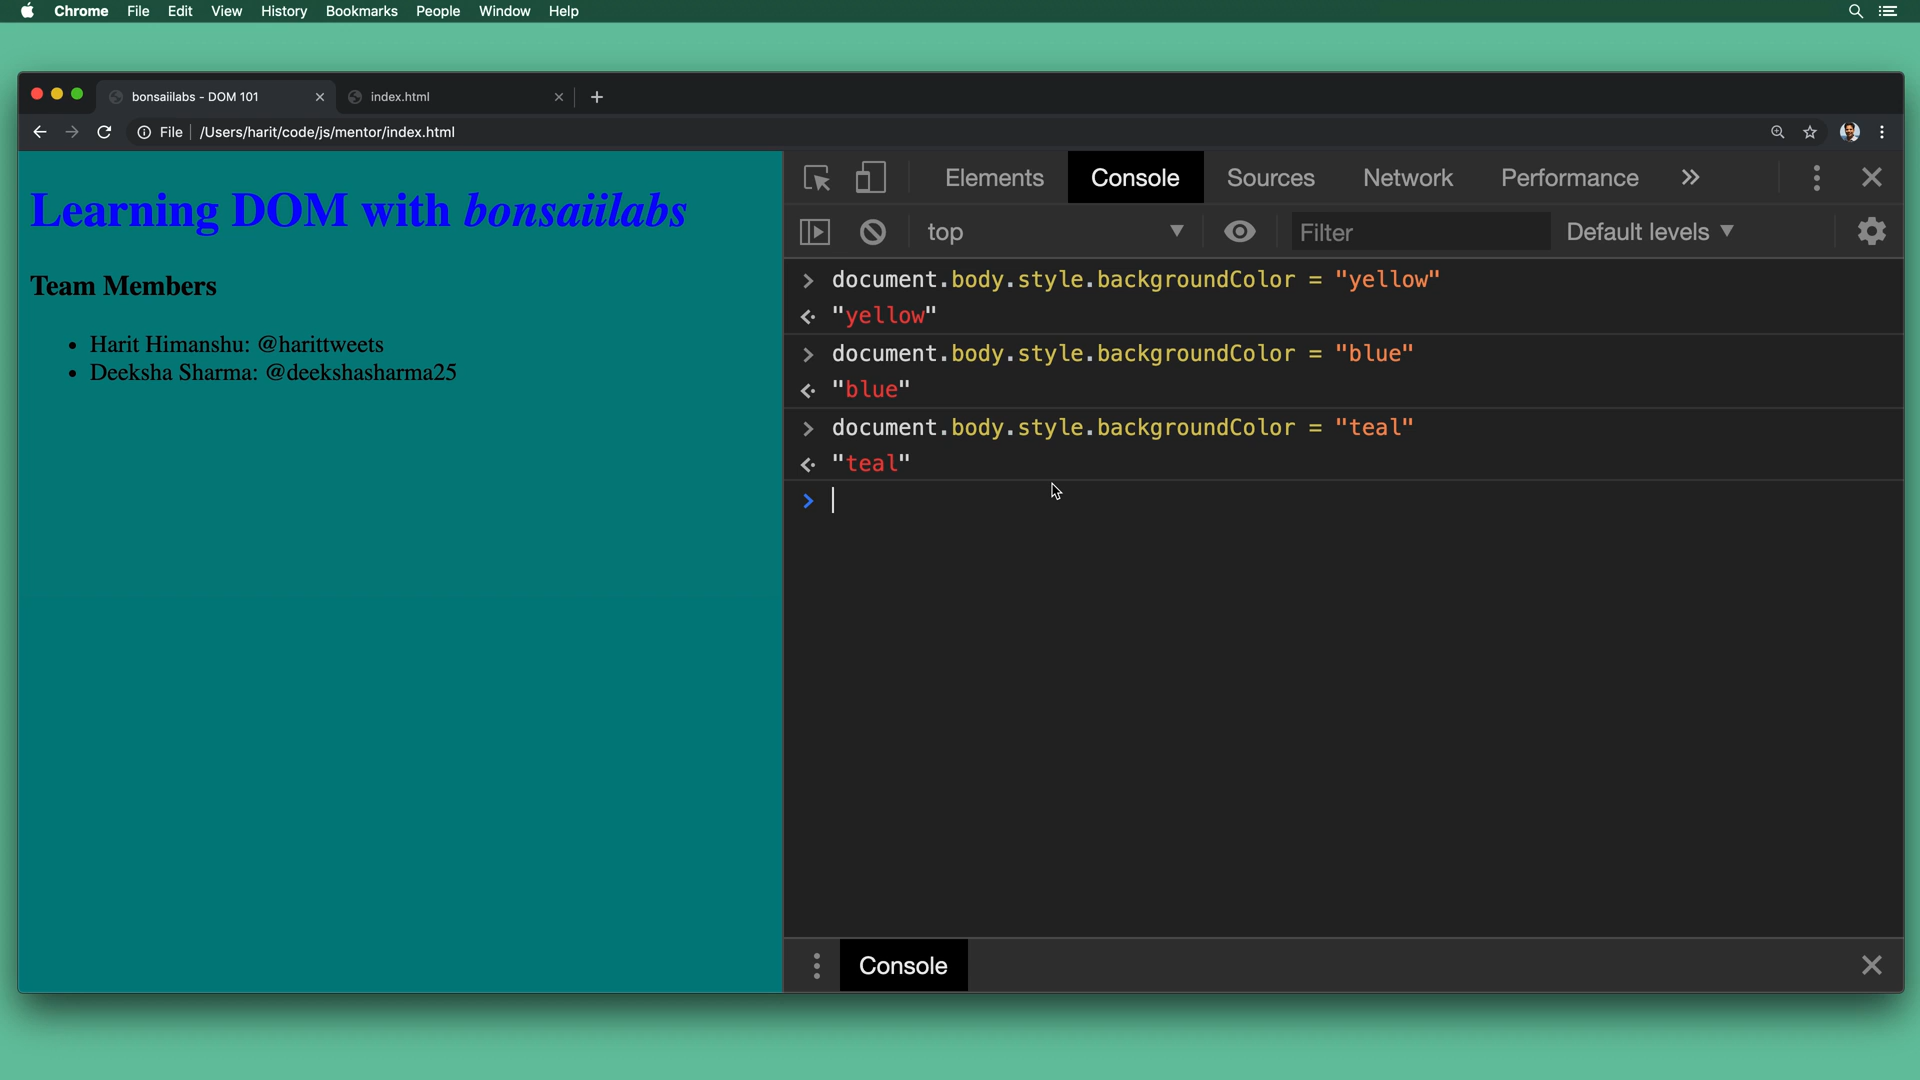 Chrome File Edit View History Bookmarks People Window Help
bonsaiilabs - DOM 101
index.html
File /Users/harit/code/js/mentor/index.html
Learning DOM with bonsaiilabs
Team Members
• Harit Himanshu: @harittweets
• Deeksha Sharma: @deekshasharma25
Elements Console Sources Network Performance »
top Filter Default levels
> document.body.style.backgroundColor = "yellow"
"yellow"
> document.body.style.backgroundColor = "blue"
"blue"
> document.body.style.backgroundColor = "teal"
"teal"
>
Console